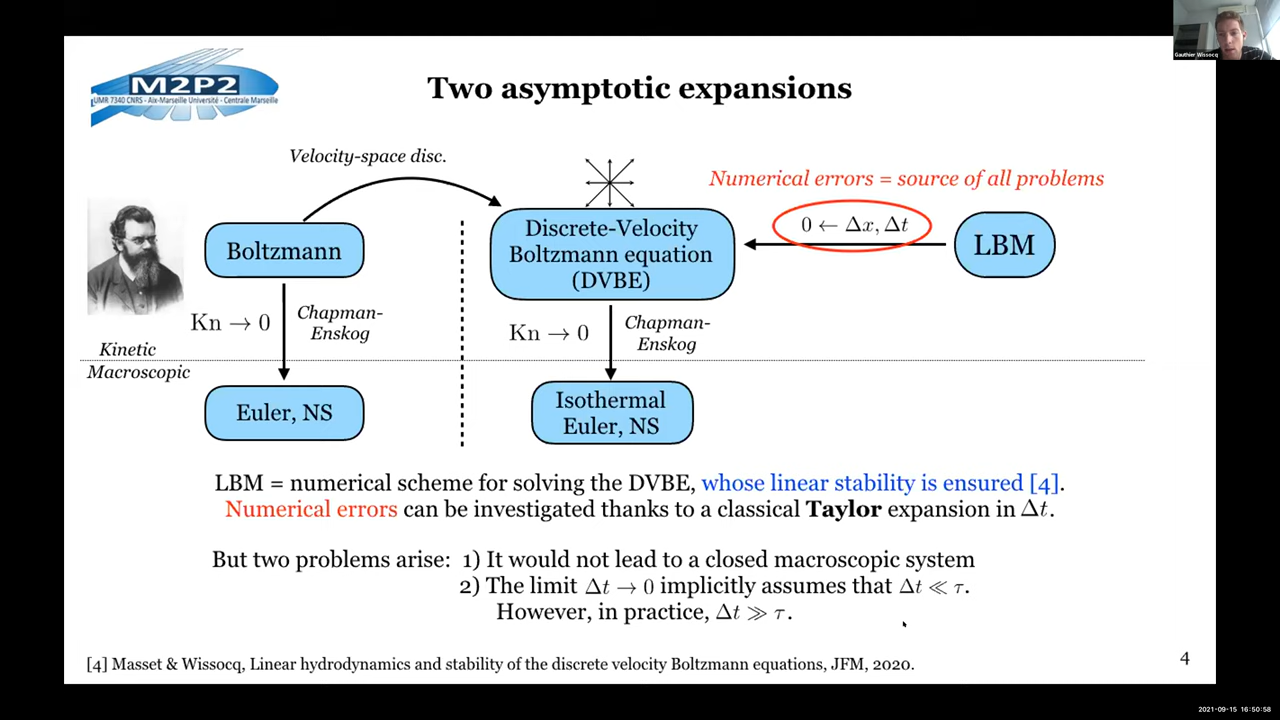 Gauthier Wissocq
M2P2
UMR 7340 CNRS - Aix-Marseille Université - Centrale Marseille
Two asymptotic expansions
Velocity-space disc.
Numerical errors = source of all problems
Boltzmann
Discrete-Velocity
Boltzmann equation
(DVBE)
0 ← Δx, Δt
LBM
Kn → 0
Chapman-
Enskog
Kn → 0
Chapman-
Enskog
Kinetic
Macroscopic
Euler, NS
Isothermal
Euler, NS
LBM = numerical scheme for solving the DVBE, whose linear stability is ensured [4].
Numerical errors can be investigated thanks to a classical Taylor expansion in Δt.
But two problems arise: 1) It would not lead to a closed macroscopic system
2) The limit Δt → 0 implicitly assumes that Δt ≪ τ.
However, in practice, Δt ≫ τ.
[4] Masset & Wissocq, Linear hydrodynamics and stability of the discrete velocity Boltzmann equations, JFM, 2020.
4
2021-09-15 16:50:58